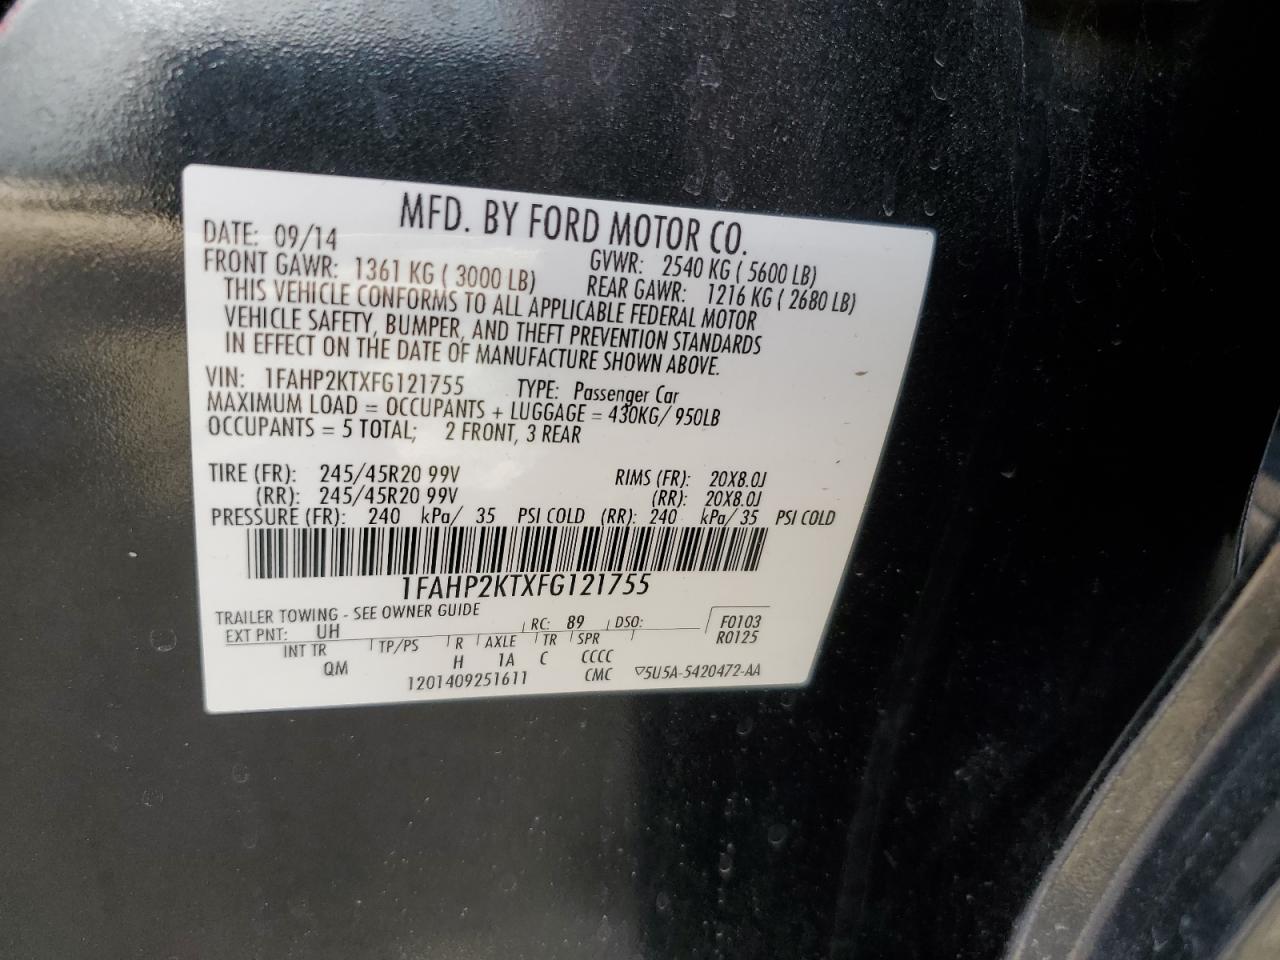 MFD. BY FORD MOTOR CO.
DATE: 09/14 GVWR: 2540 KG ( 5600 LB)
FRONT GAWR: 1361 KG ( 3000 LB) REAR GAWR: 1216 KG ( 2680 LB)
THIS VEHICLE CONFORMS TO ALL APPLICABLE FEDERAL MOTOR
VEHICLE SAFETY, BUMPER, AND THEFT PREVENTION STANDARDS
IN EFFECT ON THE DATE OF MANUFACTURE SHOWN ABOVE.
VIN: 1FAHP2KTXFG121755 TYPE: Passenger Car
MAXIMUM LOAD = OCCUPANTS + LUGGAGE = 430KG/ 950LB
OCCUPANTS = 5 TOTAL; 2 FRONT, 3 REAR
TIRE (FR): 245/45R20 99V RIMS (FR): 20X8.0J
(RR): 245/45R20 99V (RR): 20X8.0J
PRESSURE (FR): 240 kPa/ 35 PSI COLD (RR): 240 kPa/ 35 PSI COLD
1FAHP2KTXFG121755
TRAILER TOWING - SEE OWNER GUIDE
EXT PNT: UH RC: 89 DSO: F0103
R0125
INT TR TP/PS R AXLE TR SPR
QM H 1A C CCCC
1201409251611 CMC ▽5U5A-5420472-AA